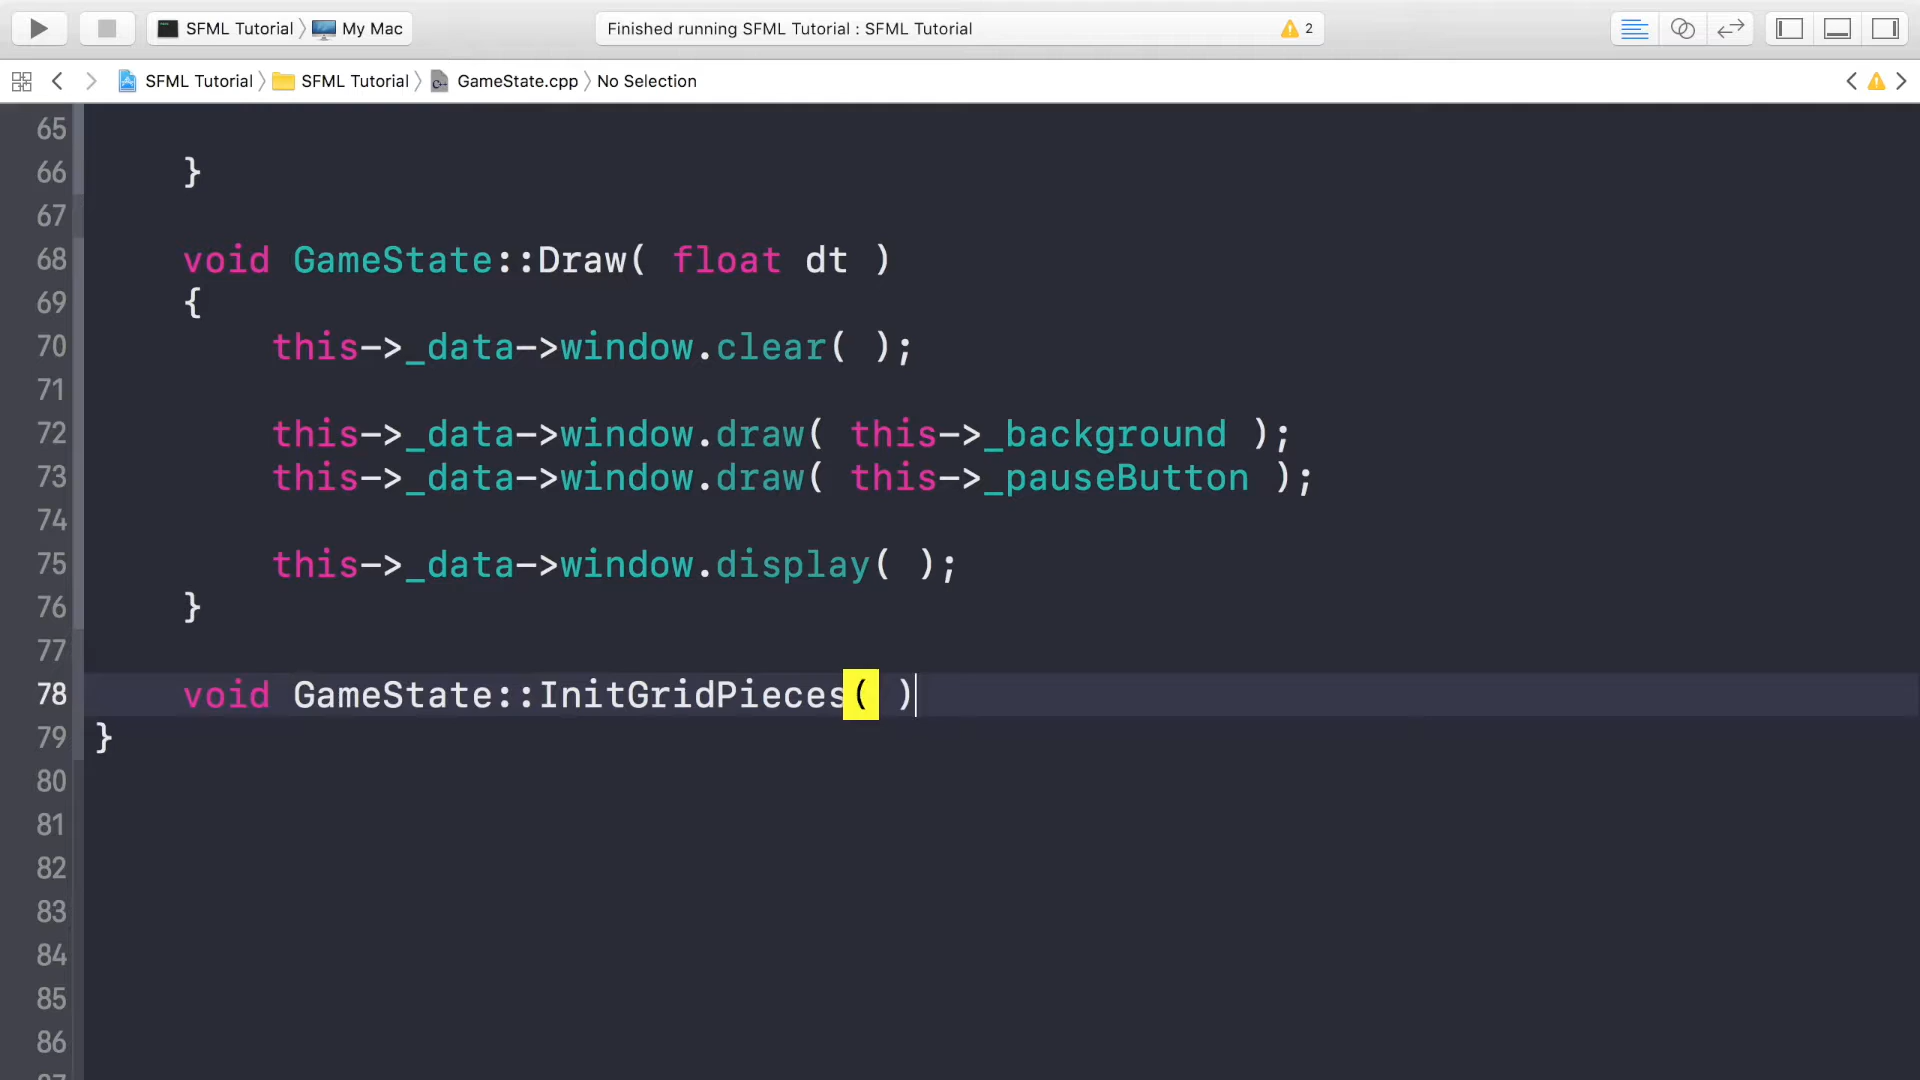 SFML Tutorial My Mac Finished running SFML Tutorial : SFML Tutorial 2
SFML Tutorial SFML Tutorial GameState.cpp No Selection
65
66 }
67
68 void GameState::Draw( float dt )
69 {
70 this->_data->window.clear( );
71
72 this->_data->window.draw( this->_background );
73 this->_data->window.draw( this->_pauseButton );
74
75 this->_data->window.display( );
76 }
77
78 void GameState::InitGridPieces( )
79 }
80
81
82
83
84
85
86